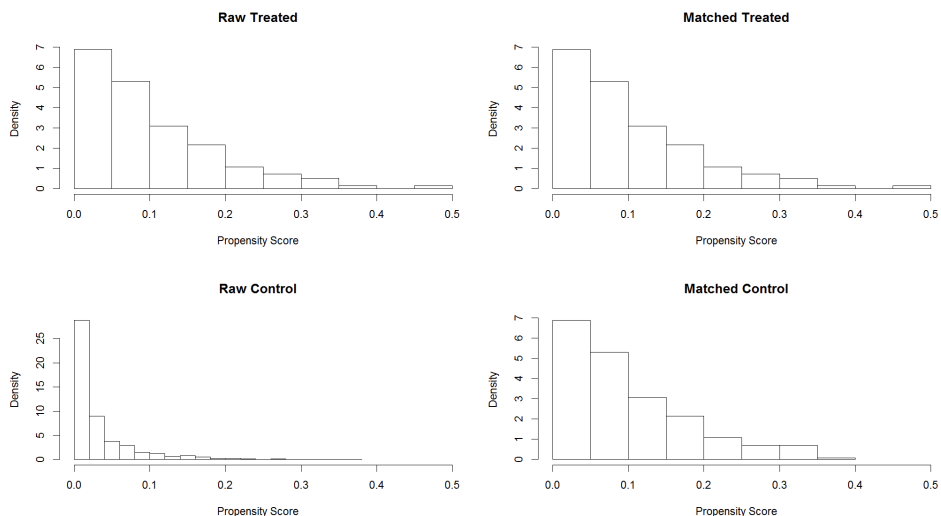 Raw Treated
Density
0 1 2 3 4 5 6 7
0.0 0.1 0.2 0.3 0.4 0.5
Propensity Score
Matched Treated
Density
0 1 2 3 4 5 6 7
0.0 0.1 0.2 0.3 0.4 0.5
Propensity Score
Raw Control
Density
0 5 10 15 20 25
0.0 0.1 0.2 0.3 0.4 0.5
Propensity Score
Matched Control
Density
0 1 2 3 4 5 6 7
0.0 0.1 0.2 0.3 0.4 0.5
Propensity Score